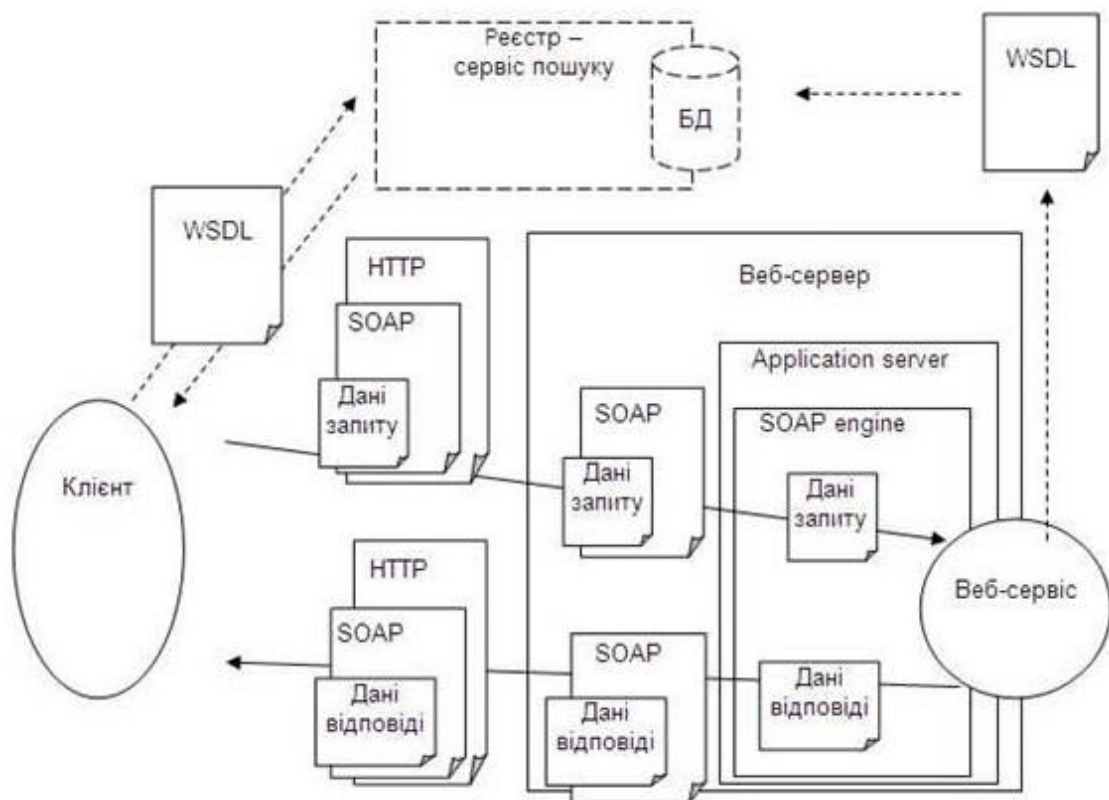 Реєстр –
сервіс пошуку
БД
WSDL
WSDL
HTTP
SOAP
Дані
запиту
Веб-сервер
Application server
SOAP
Дані
запиту
SOAP engine
Дані
запиту
Клієнт
Веб-сервіс
HTTP
SOAP
Дані
відповіді
SOAP
Дані
відповіді
Дані
відповіді